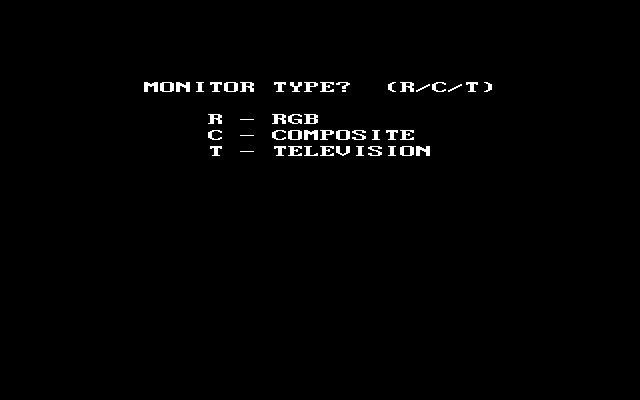 MONITOR TYPE? (R/C/T)
R - RGB
C - COMPOSITE
T - TELEVISION